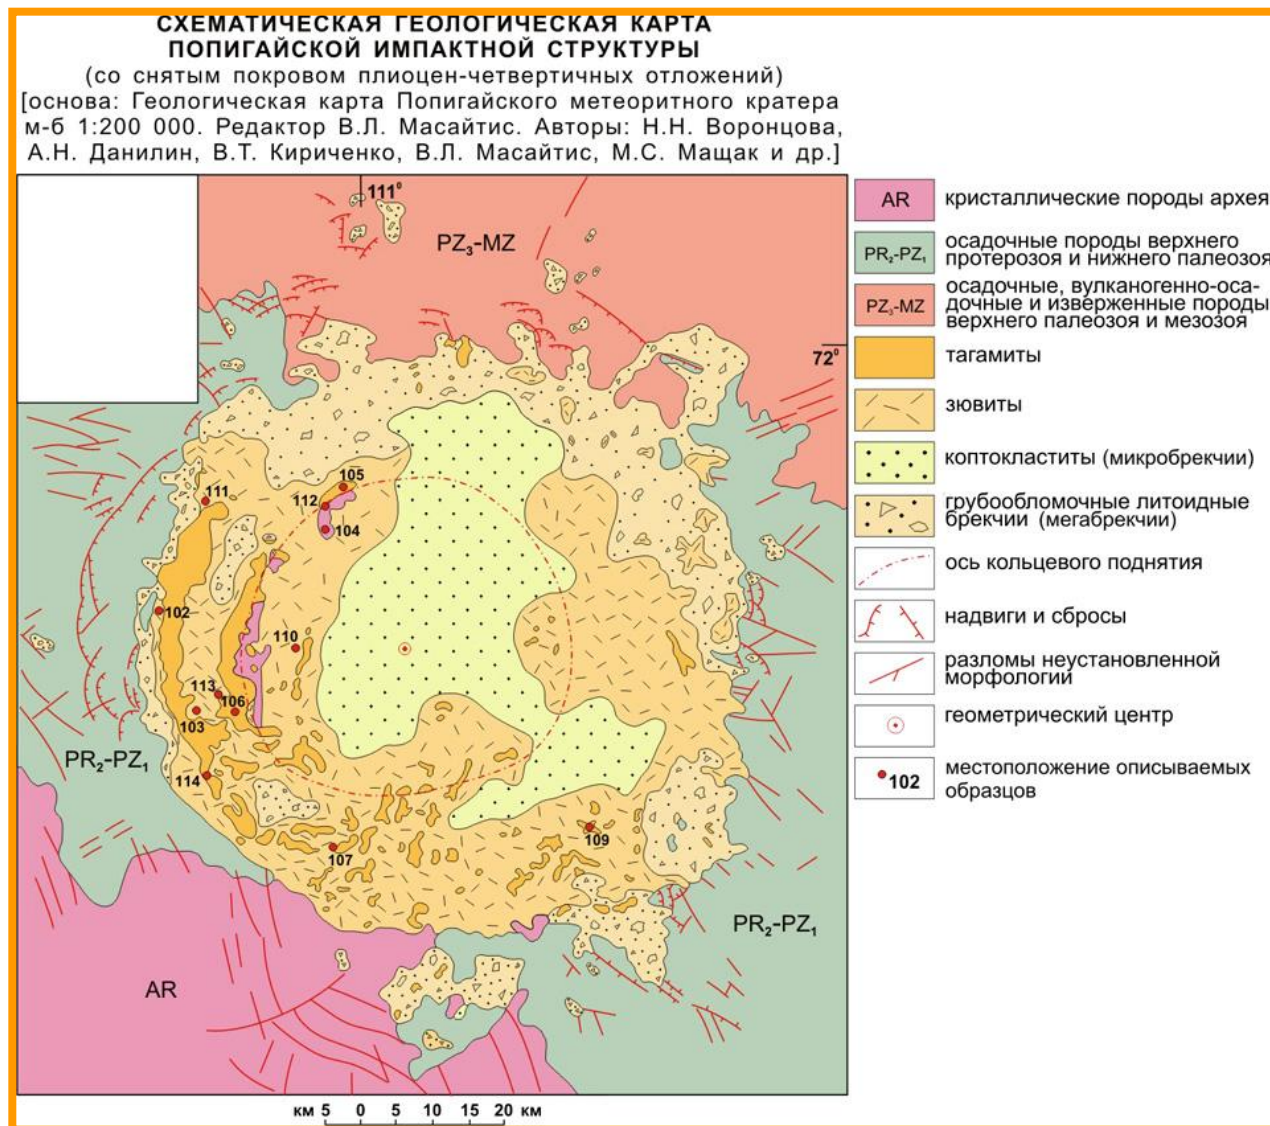 СХЕМАТИЧЕСКАЯ ГЕОЛОГИЧЕСКАЯ КАРТА
ПОПИГАЙСКОЙ ИМПАКТНОЙ СТРУКТУРЫ
(со снятым покровом плиоцен-четвертичных отложений)
[основа: Геологическая карта Попигайского метеоритного кратера
м-б 1:200 000. Редактор В.Л. Масайтис. Авторы: Н.Н. Воронцова,
А.Н. Данилин, В.Т. Кириченко, В.Л. Масайтис, М.С. Мащак и др.]
111⁰
PZ₃-MZ
72⁰
105
111
112
104
102
110
113
106
103
PR₂-PZ₁
114
109
107
PR₂-PZ₁
AR
км 5 0 5 10 15 20 км
AR кристаллические породы архея
PR₂-PZ₁ осадочные породы верхнего
протерозоя и нижнего палеозоя
PZ₃-MZ осадочные, вулканогенно-оса-
дочные и изверженные породы
верхнего палеозоя и мезозоя
тагамиты
зювиты
коптокластиты (микробрекчии)
грубообломочные литоидные
брекчии (мегабрекчии)
ось кольцевого поднятия
надвиги и сбросы
разломы неустановленной
морфологии
геометрический центр
102 местоположение описываемых
образцов